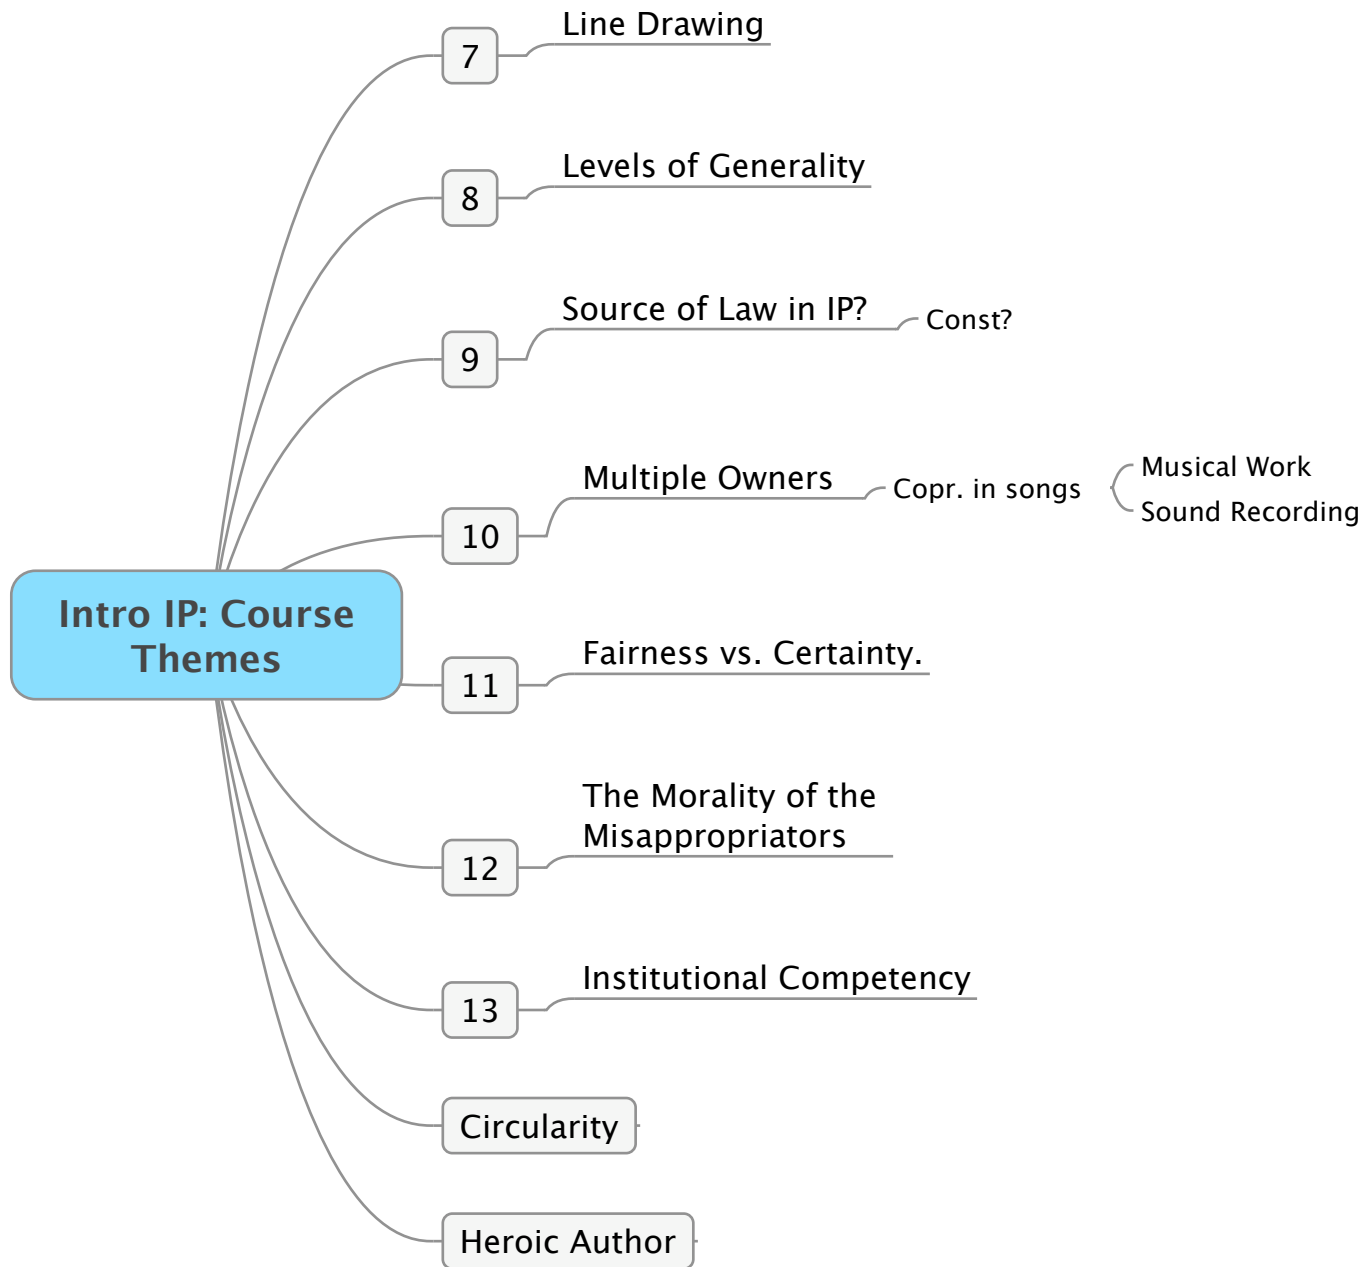 7
Line Drawing
8
Levels of Generality
9
Source of Law in IP?
Const?
10
Multiple Owners
Copr. in songs
Musical Work
Sound Recording
Intro IP: Course
Themes
11
Fairness vs. Certainty.
12
The Morality of the
Misappropriators
13
Institutional Competency
Circularity
Heroic Author